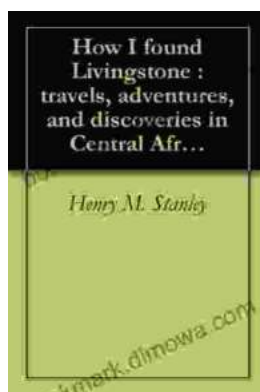 How I found
Livingstone :
travels, adventures,
and discoveries in
Central Afr...
Henry M. Stanley
mark.dimowa.com